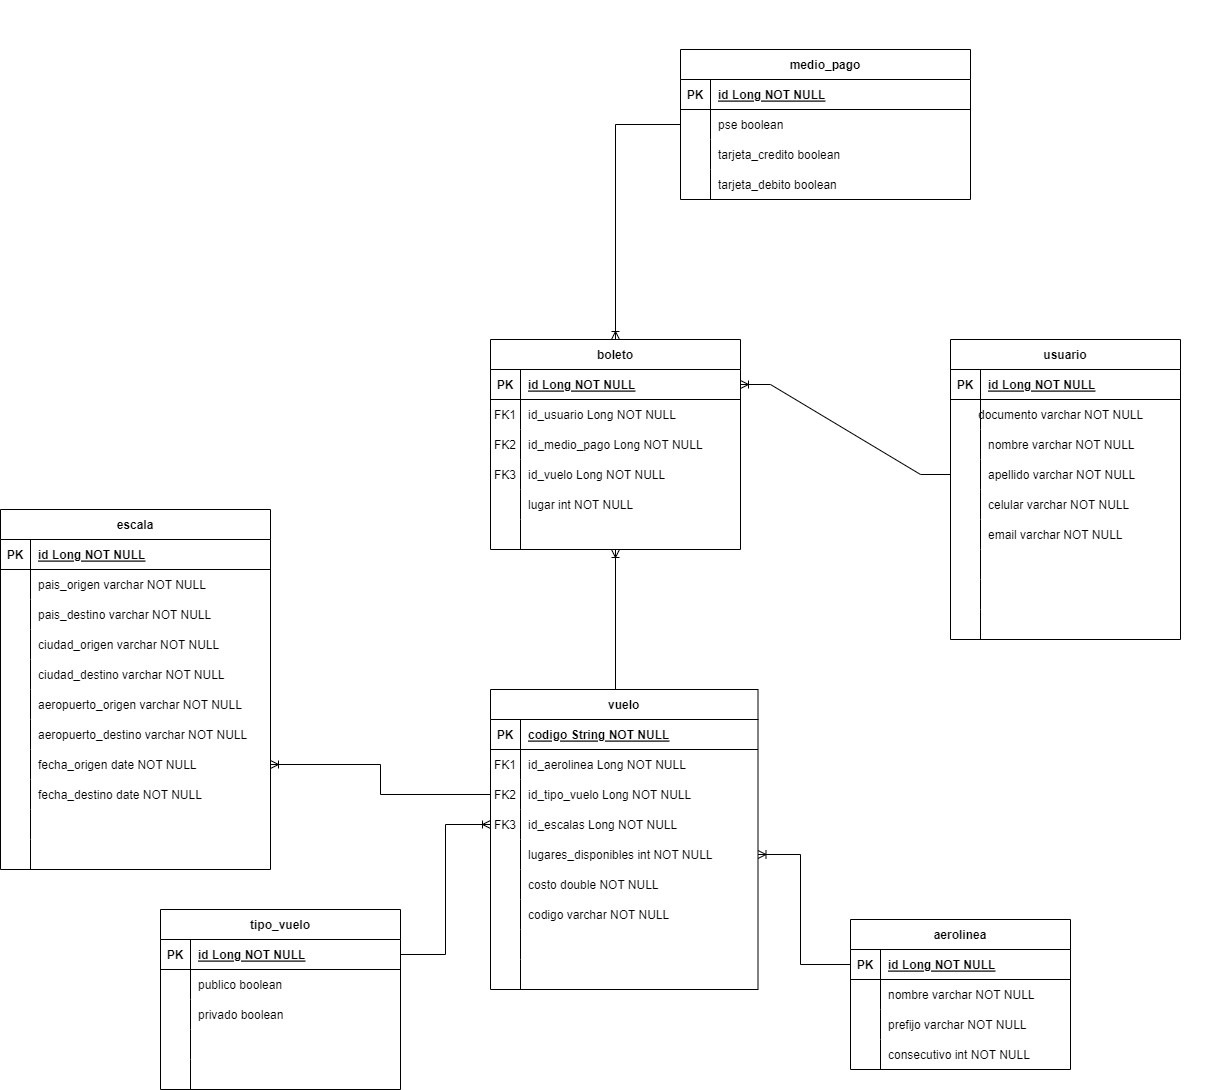 medio_pago
PK id Long NOT NULL
pse boolean
tarjeta_credito boolean
tarjeta_debito boolean
boleto
PK id Long NOT NULL
FK1 id_usuario Long NOT NULL
FK2 id_medio_pago Long NOT NULL
FK3 id_vuelo Long NOT NULL
lugar int NOT NULL
usuario
PK id Long NOT NULL
documento varchar NOT NULL
nombre varchar NOT NULL
apellido varchar NOT NULL
celular varchar NOT NULL
email varchar NOT NULL
escala
PK id Long NOT NULL
pais_origen varchar NOT NULL
pais_destino varchar NOT NULL
ciudad_origen varchar NOT NULL
ciudad_destino varchar NOT NULL
aeropuerto_origen varchar NOT NULL
aeropuerto_destino varchar NOT NULL
fecha_origen date NOT NULL
fecha_destino date NOT NULL
vuelo
PK codigo String NOT NULL
FK1 id_aerolinea Long NOT NULL
FK2 id_tipo_vuelo Long NOT NULL
FK3 id_escalas Long NOT NULL
lugares_disponibles int NOT NULL
costo double NOT NULL
codigo varchar NOT NULL
tipo_vuelo
PK id Long NOT NULL
publico boolean
privado boolean
aerolinea
PK id Long NOT NULL
nombre varchar NOT NULL
prefijo varchar NOT NULL
consecutivo int NOT NULL